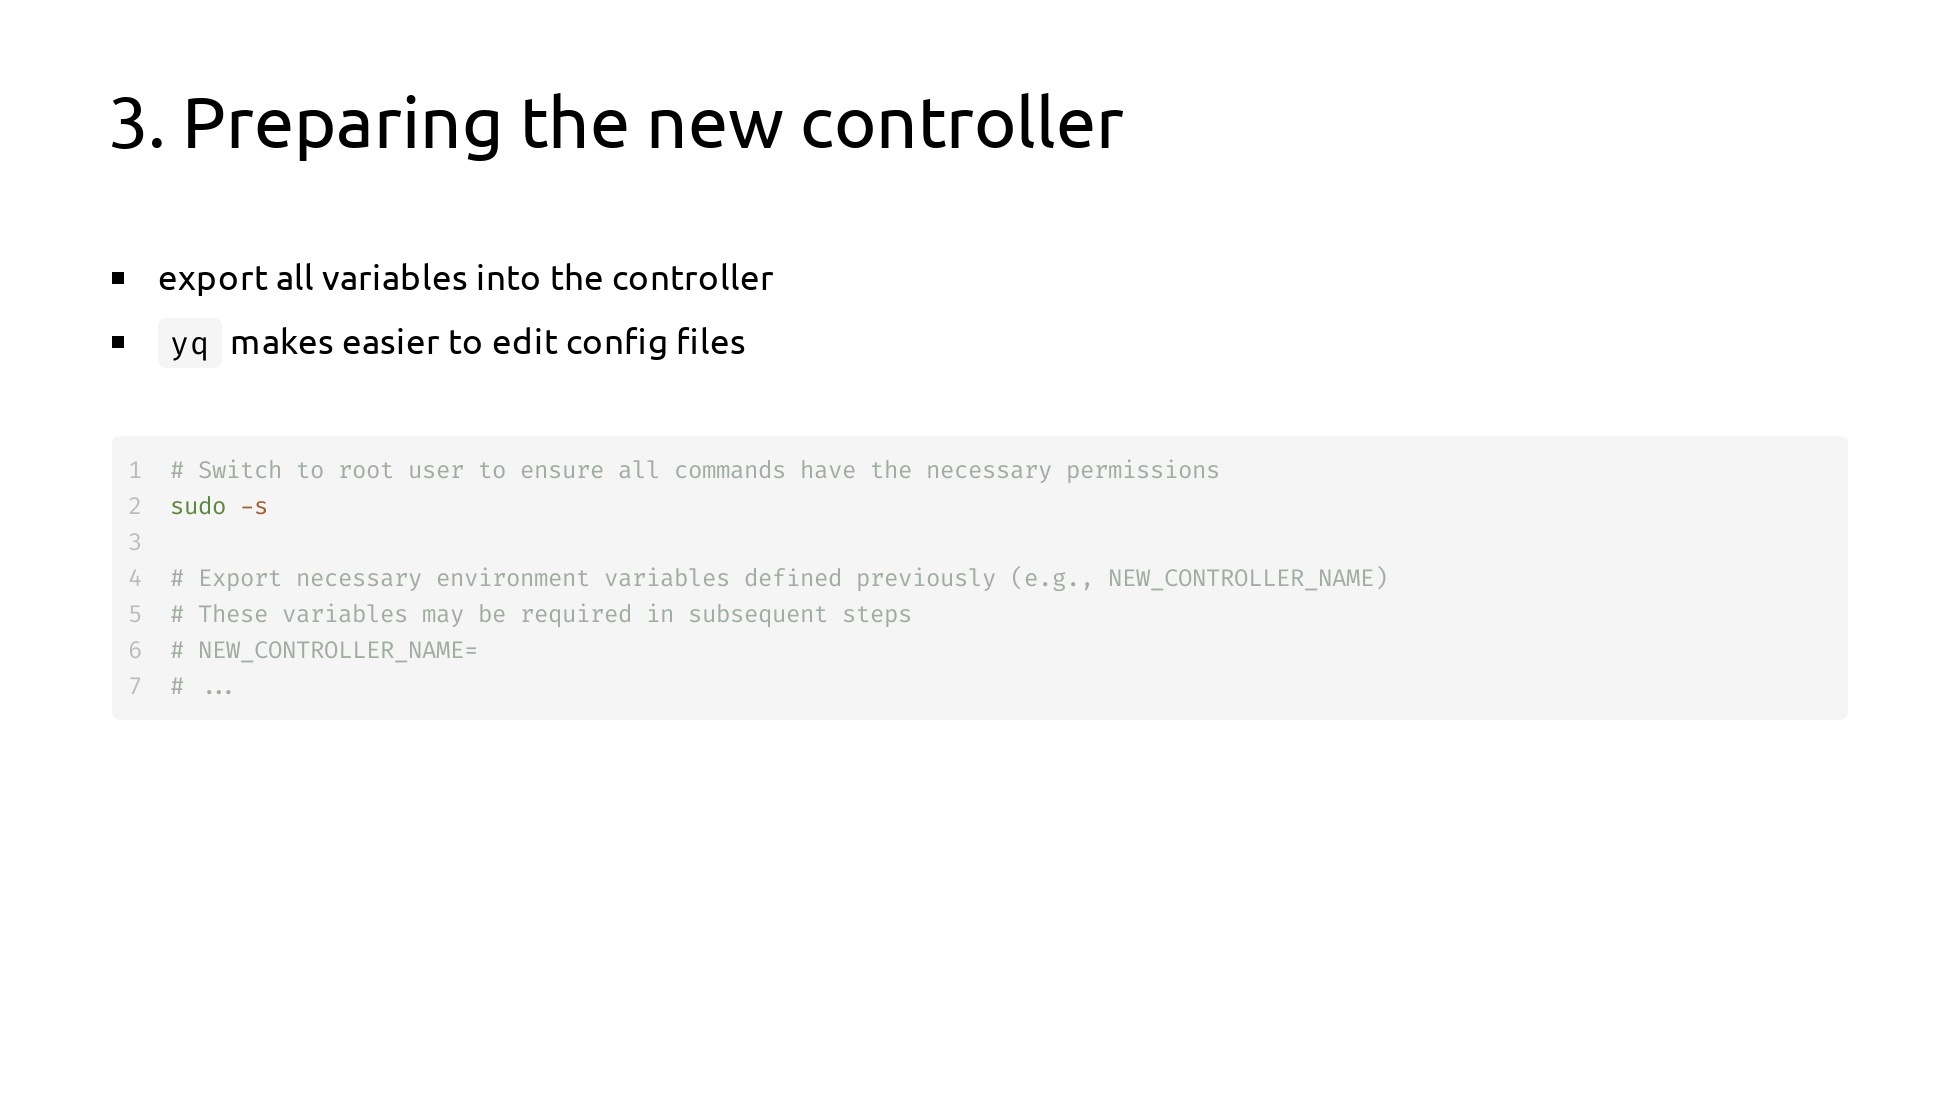 3. Preparing the new controller
▪ export all variables into the controller
▪ yq makes easier to edit config files
1 # Switch to root user to ensure all commands have the necessary permissions
2 sudo -s
3
4 # Export necessary environment variables defined previously (e.g., NEW_CONTROLLER_NAME)
5 # These variables may be required in subsequent steps
6 # NEW_CONTROLLER_NAME=
7 # ...